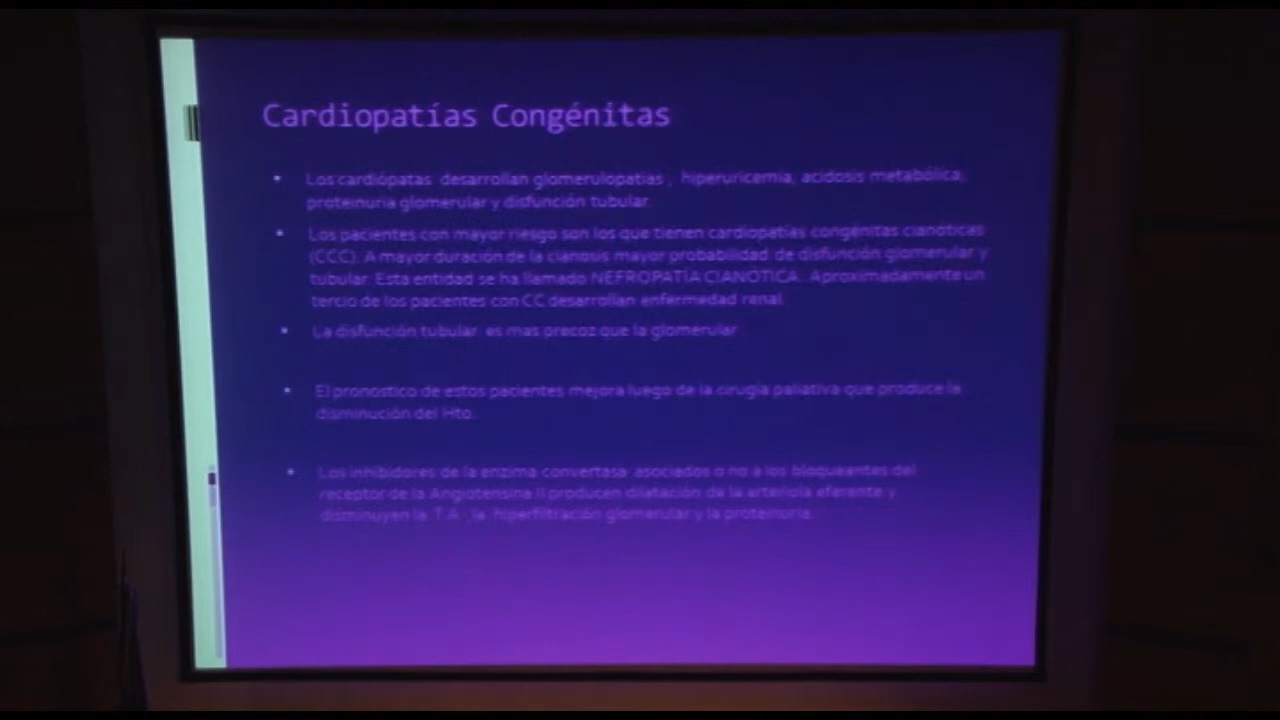 Cardiopatías Congénitas
• Los cardiópatas desarrollan glomerulopatias , hiperuricemia, acidosis metabólica,
proteinuria glomerular y disfunción tubular.
• Los pacientes con mayor riesgo son los que tienen cardiopatías congénitas cianóticas
(CCC). A mayor duración de la cianosis mayor probabilidad de disfunción glomerular y
tubular. Esta entidad se ha llamado NEFROPATÍA CIANÓTICA. Aproximadamente un
tercio de los pacientes con CC desarrollan enfermedad renal.
• La disfunción tubular es mas precoz que la glomerular.
• El pronostico de estos pacientes mejora luego de la cirugía paliativa que produce la
disminución del Hto.
• Los inhibidores de la enzima convertasa asociados o no a los bloqueantes del
receptor de la Angiotensina II producen dilatación de la arteriola eferente y
disminuyen la T.A , la hiperfiltración glomerular y la proteinuria.